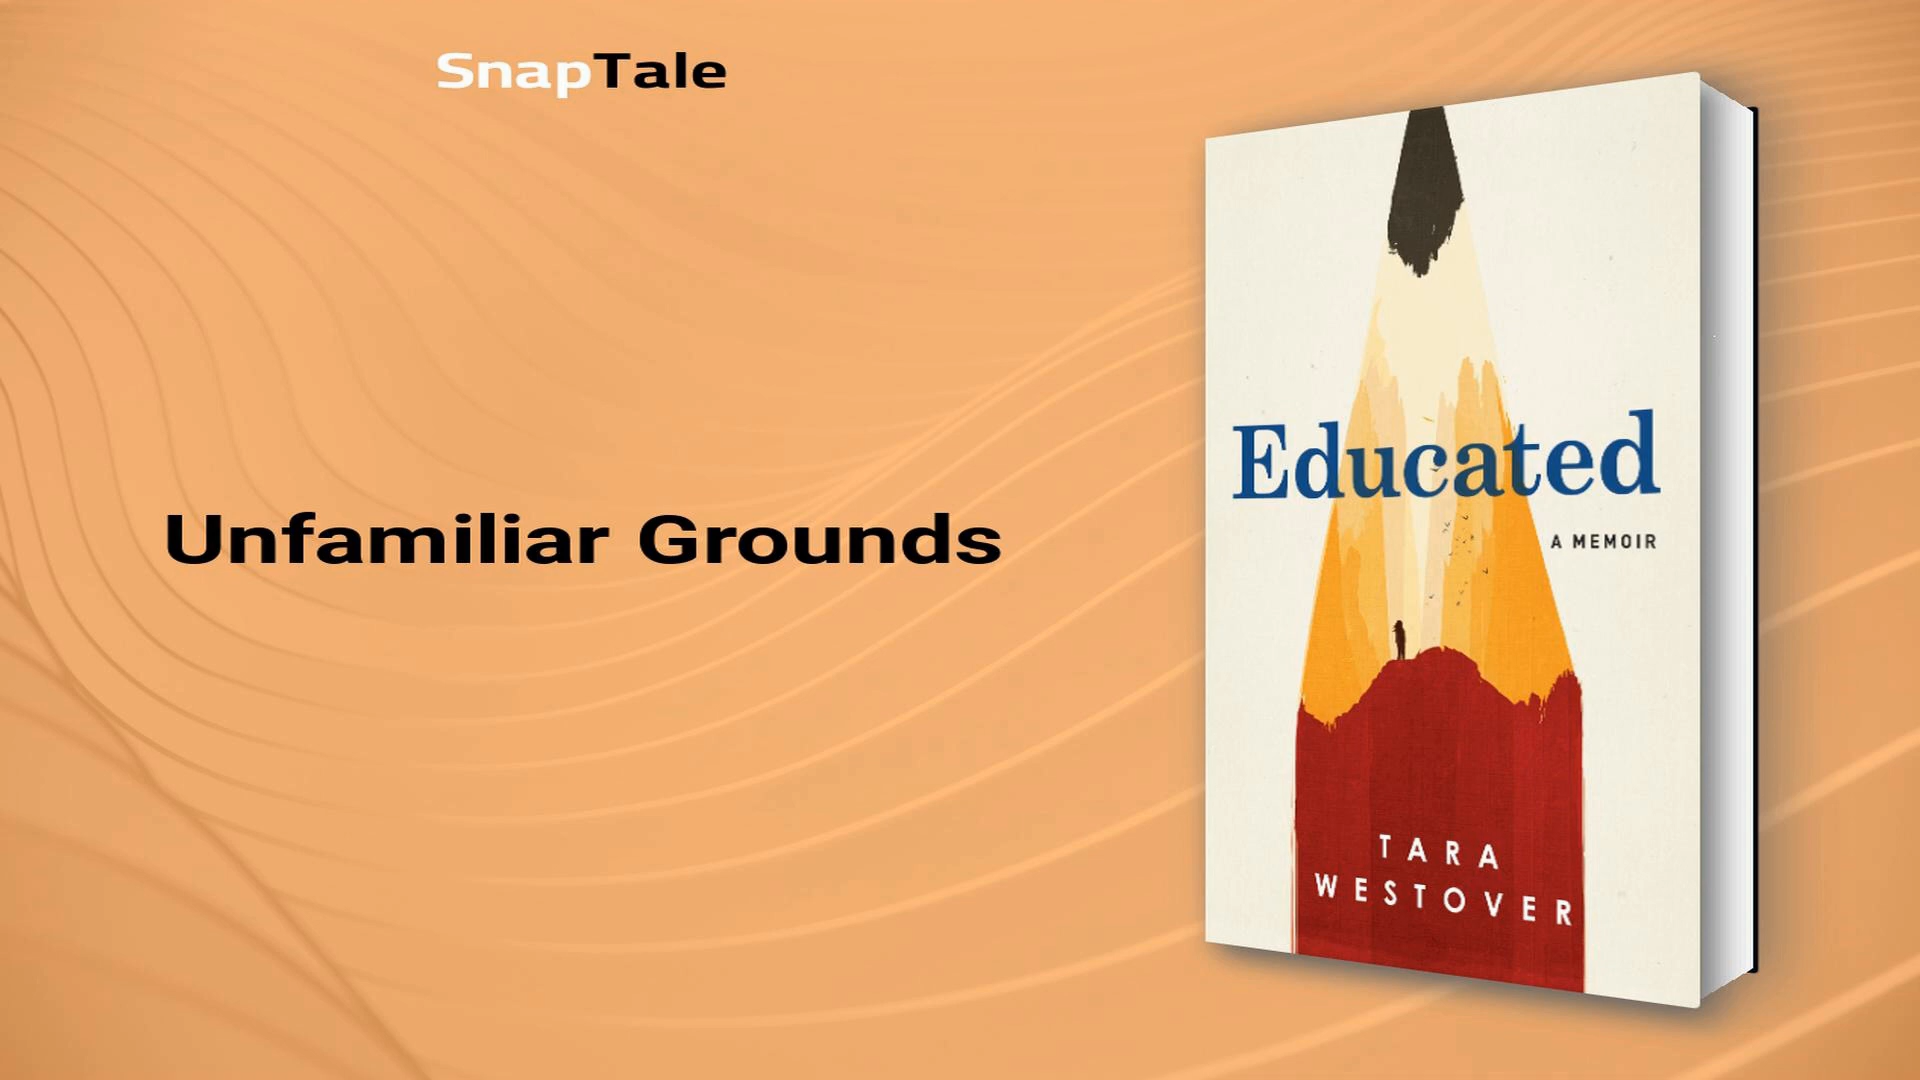 SnapTale
Unfamiliar Grounds
Educated
A MEMOIR
TARA
WESTOVER